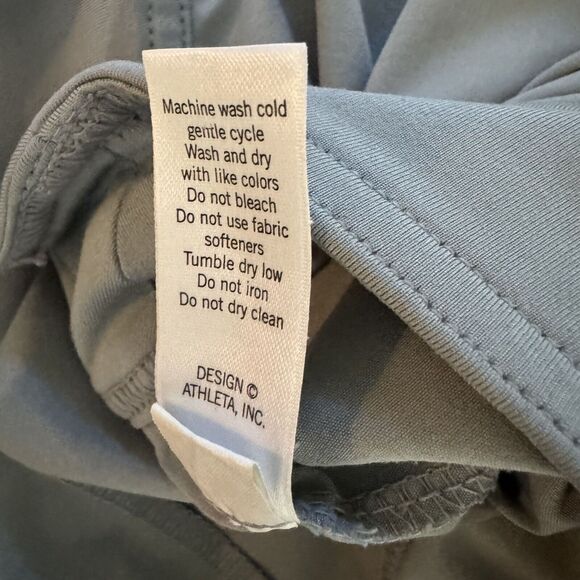 Machine wash cold
gentle cycle
Wash and dry
with like colors
Do not bleach
Do not use fabric
softeners
Tumble dry low
Do not iron
Do not dry clean
DESIGN ©
ATHLETA, INC.